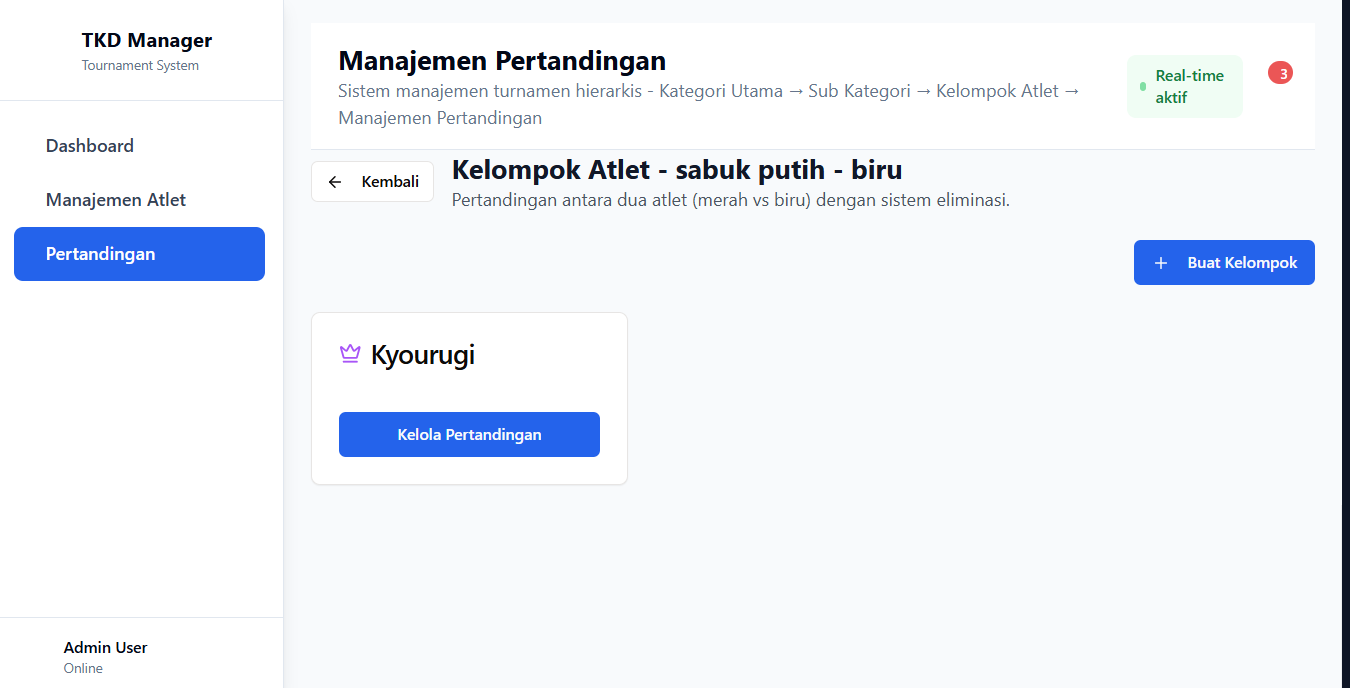 TKD Manager
Tournament System
Dashboard
Manajemen Atlet
Pertandingan
Admin User
Online
Manajemen Pertandingan
Sistem manajemen turnamen hierarkis - Kategori Utama → Sub Kategori → Kelompok Atlet →
Manajemen Pertandingan
Real-time
aktif
3
← Kembali
Kelompok Atlet - sabuk putih - biru
Pertandingan antara dua atlet (merah vs biru) dengan sistem eliminasi.
+ Buat Kelompok
Kyourugi
Kelola Pertandingan